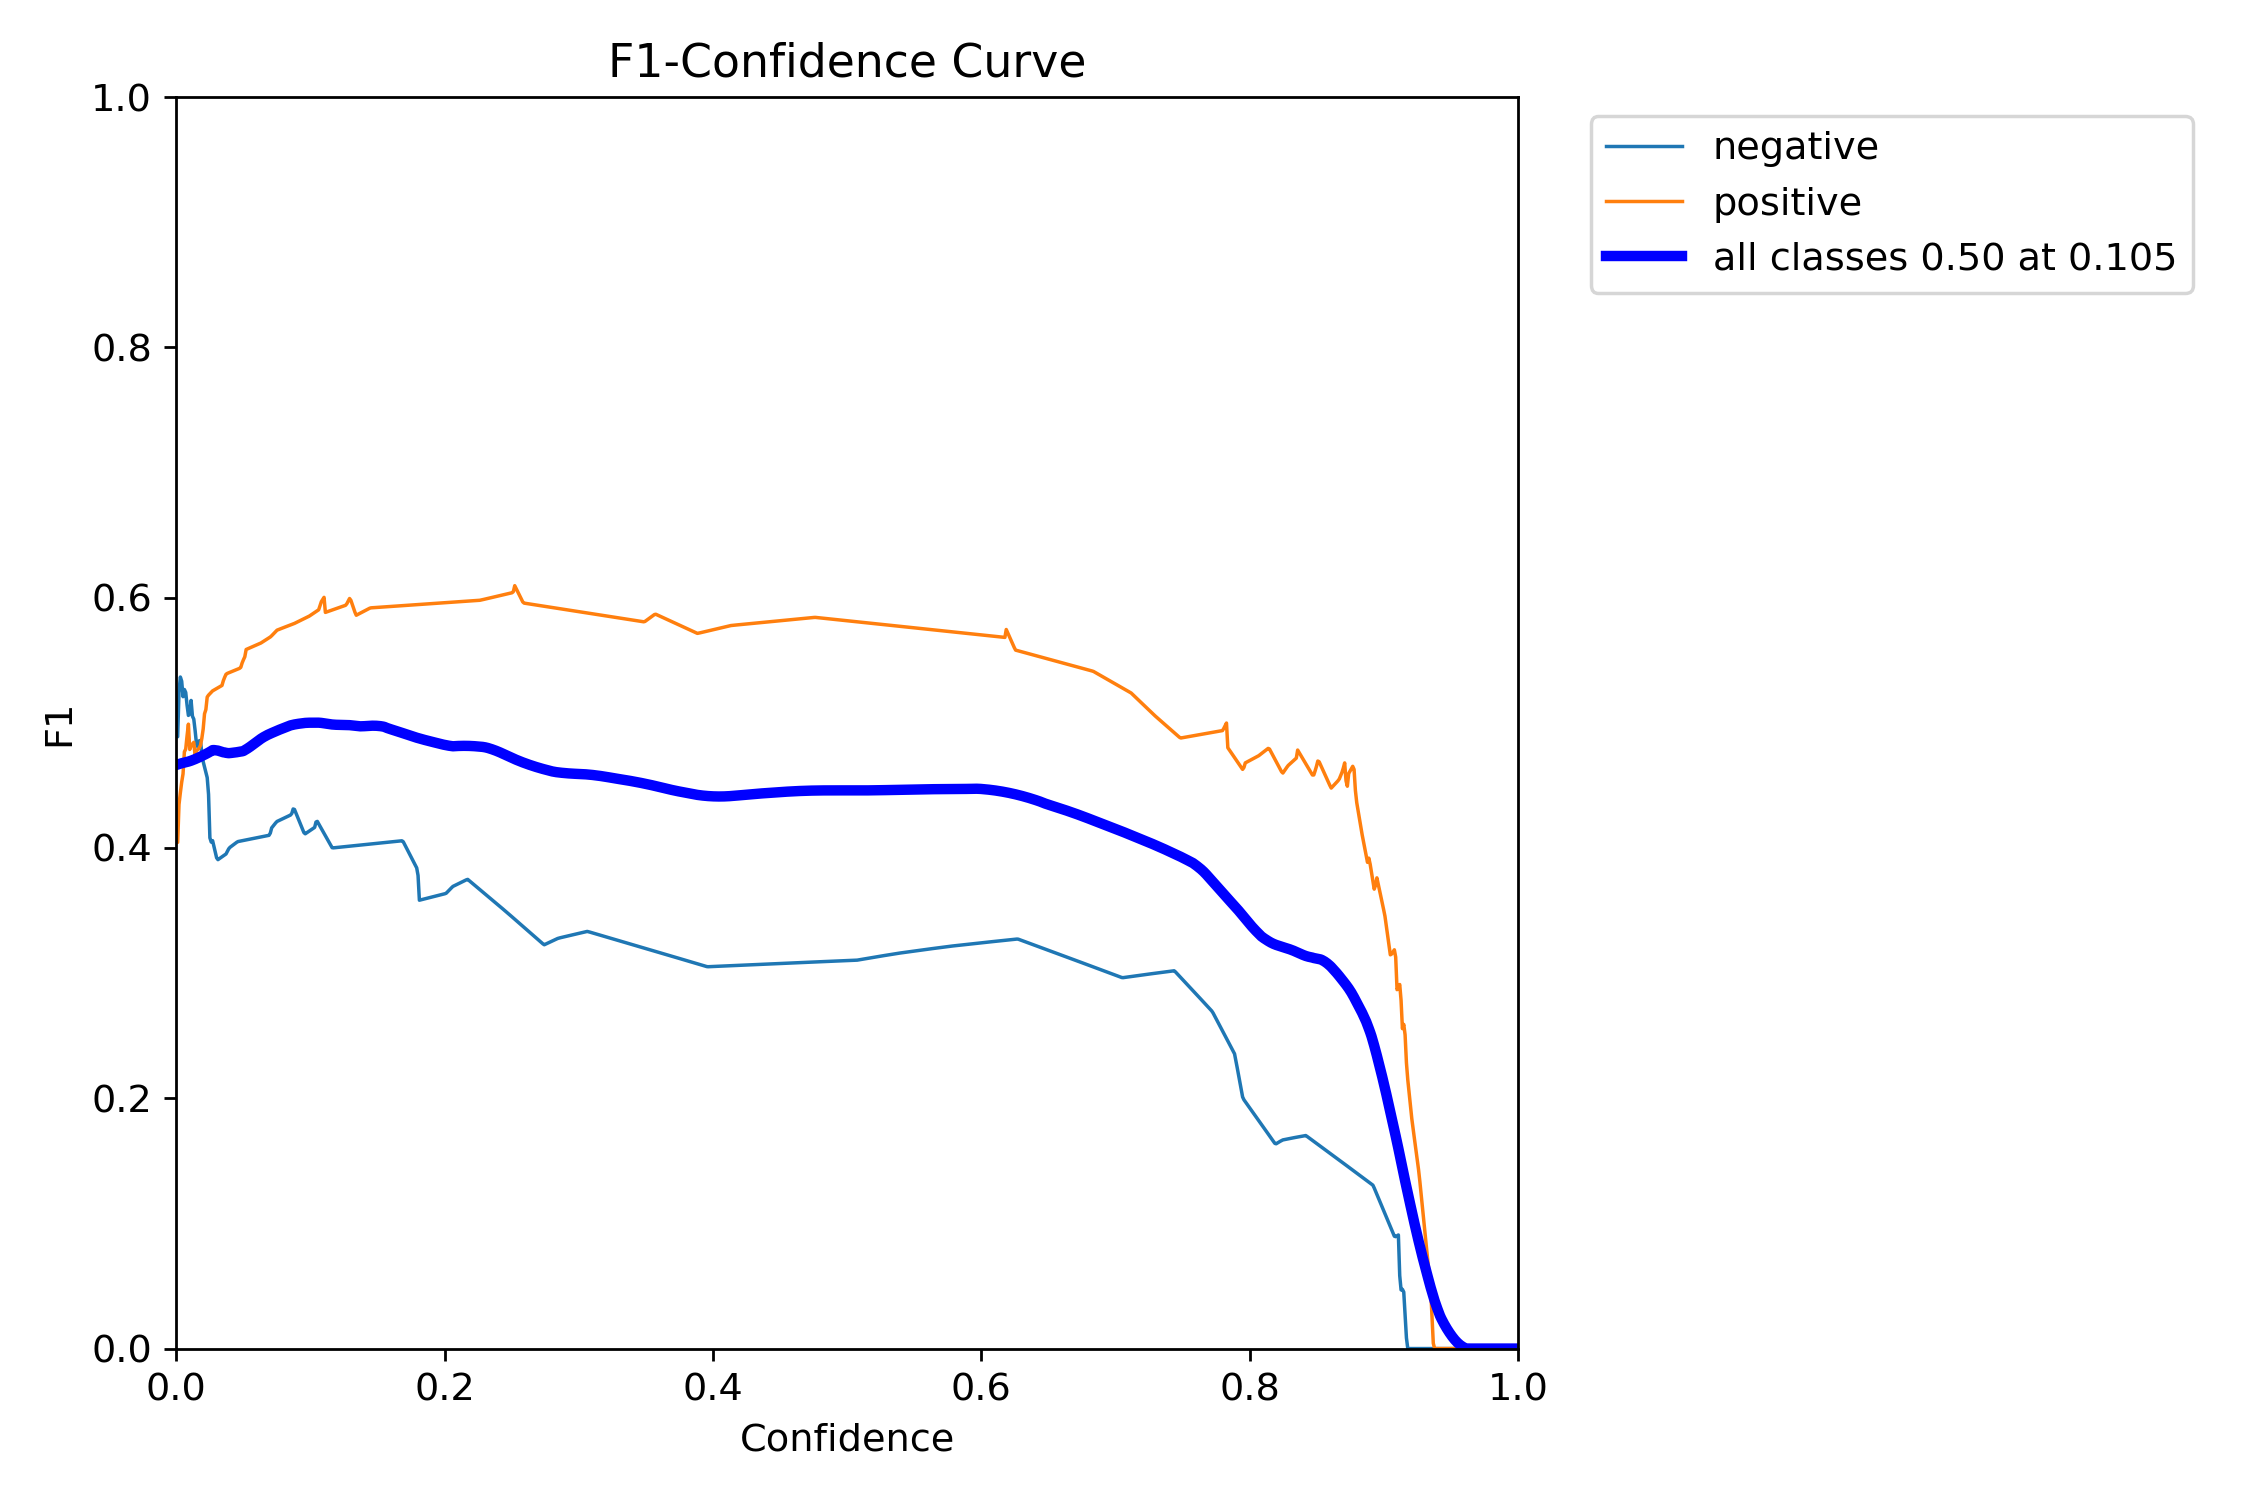 F1-Confidence Curve
1.0
0.8
0.6
0.4
0.2
0.0
F1
0.0 0.2 0.4 0.6 0.8 1.0
Confidence
negative
positive
all classes 0.50 at 0.105